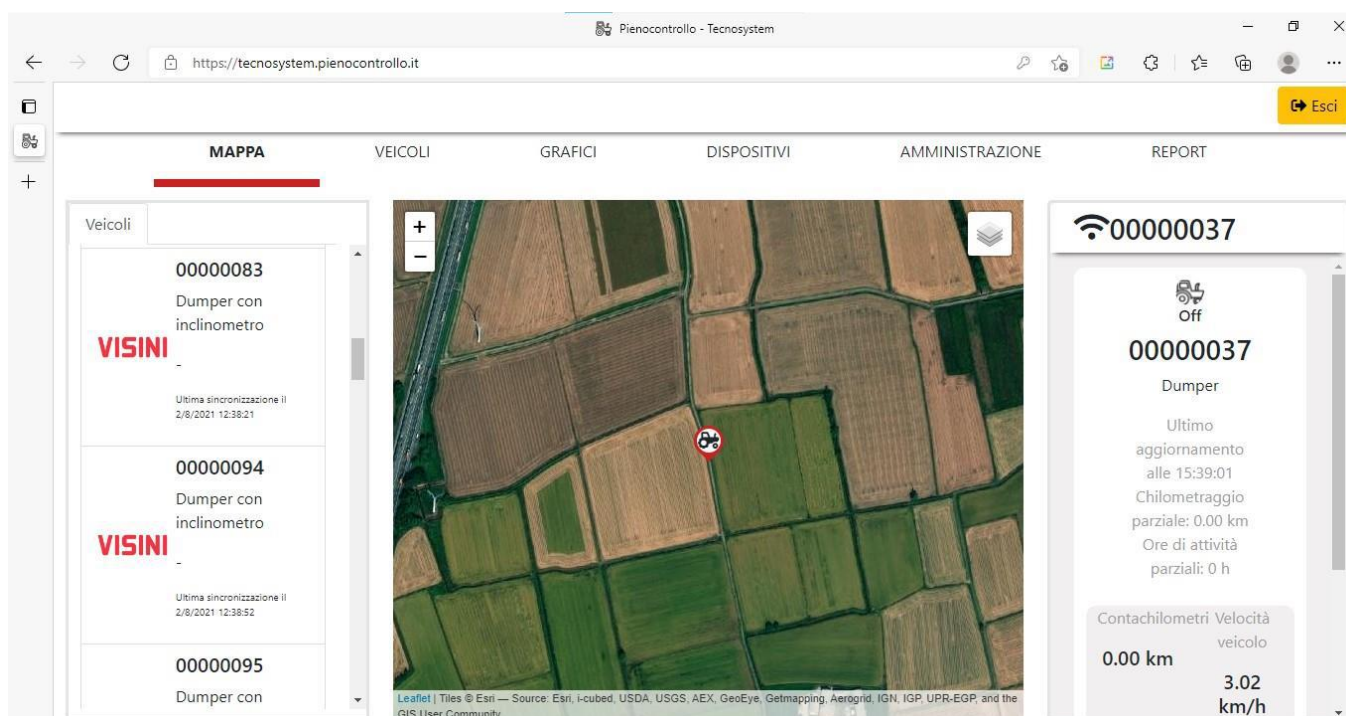 Pienocontrollo - Tecnosystem
https://tecnosystem.pienocontrollo.it
Esci
MAPPA VEICOLI GRAFICI DISPOSITIVI AMMINISTRAZIONE REPORT
Veicoli
00000083
Dumper con
inclinometro
VISINI
-
Ultima sincronizzazione il
2/8/2021 12:38:21
00000094
Dumper con
inclinometro
VISINI
-
Ultima sincronizzazione il
2/8/2021 12:38:52
00000095
Dumper con
+
−
Leaflet | Tiles © Esri — Source: Esri, i-cubed, USDA, USGS, AEX, GeoEye, Getmapping, Aerogrid, IGN, IGP, UPR-EGP, and the
GIS User Community
00000037
Off
00000037
Dumper
Ultimo
aggiornamento
alle 15:39:01
Chilometraggio
parziale: 0.00 km
Ore di attività
parziali: 0 h
Contachilometri Velocità
veicolo
0.00 km
3.02
km/h